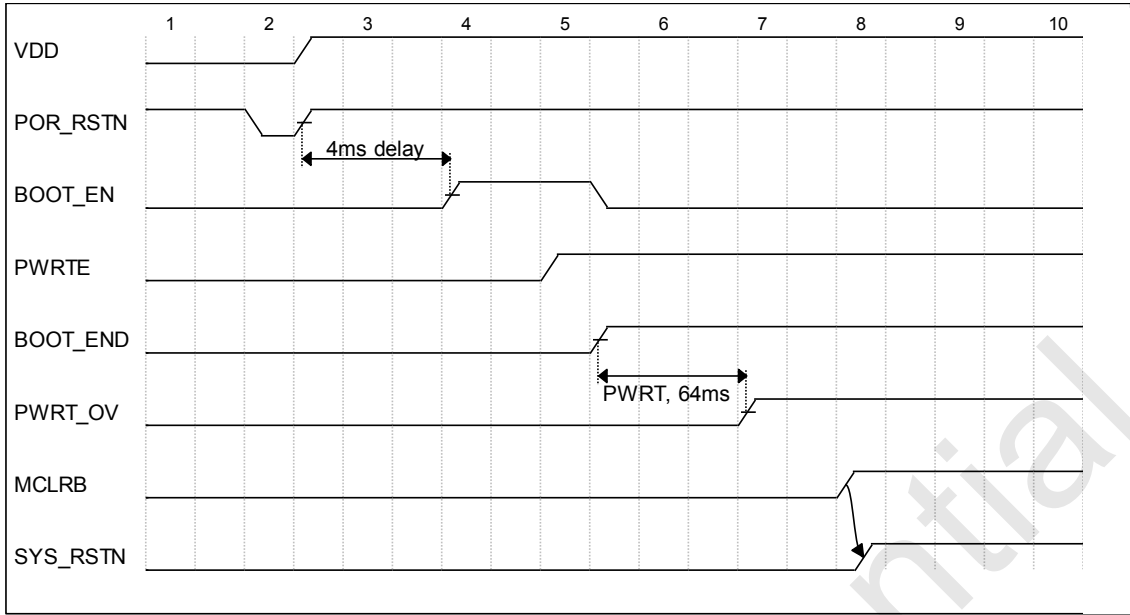 1 2 3 4 5 6 7 8 9 10
VDD
POR_RSTN
4ms delay
BOOT_EN
PWRTE
BOOT_END
PWRT, 64ms
PWRT_OV
MCLRB
SYS_RSTN
ntial